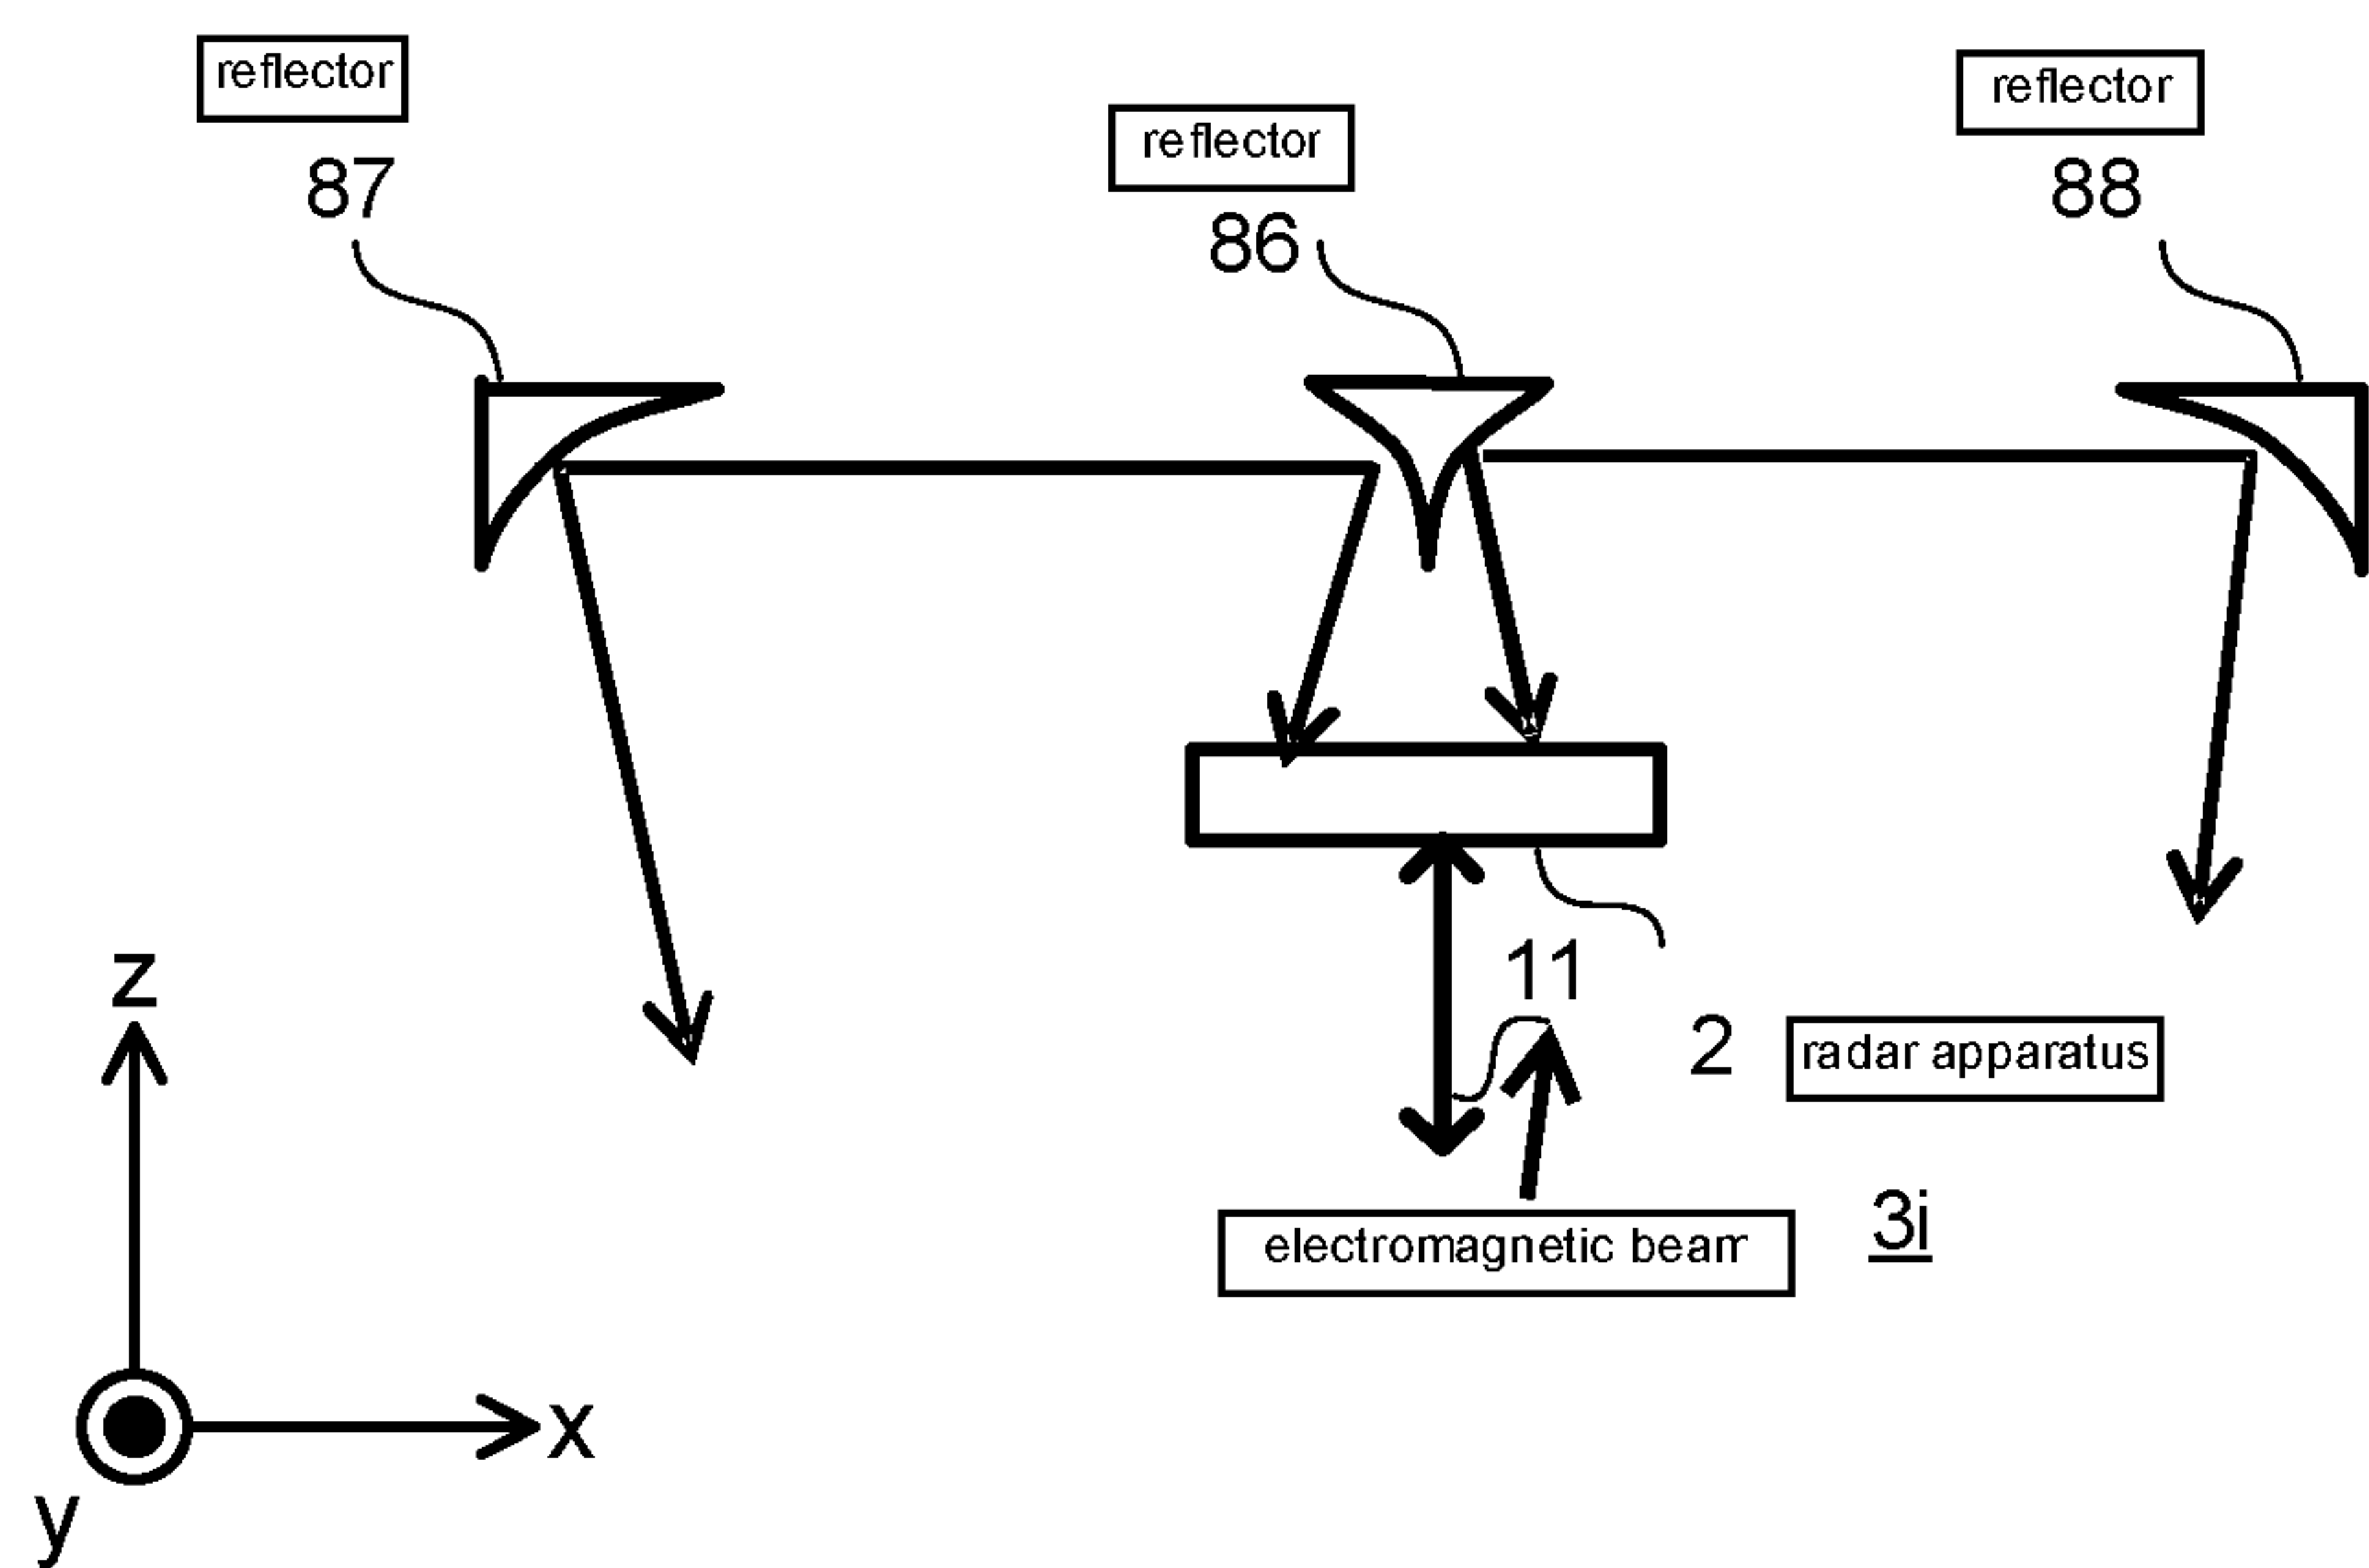 reflector
87
reflector
86
reflector
88
11
2
radar apparatus
electromagnetic beam
3i
z
x
y